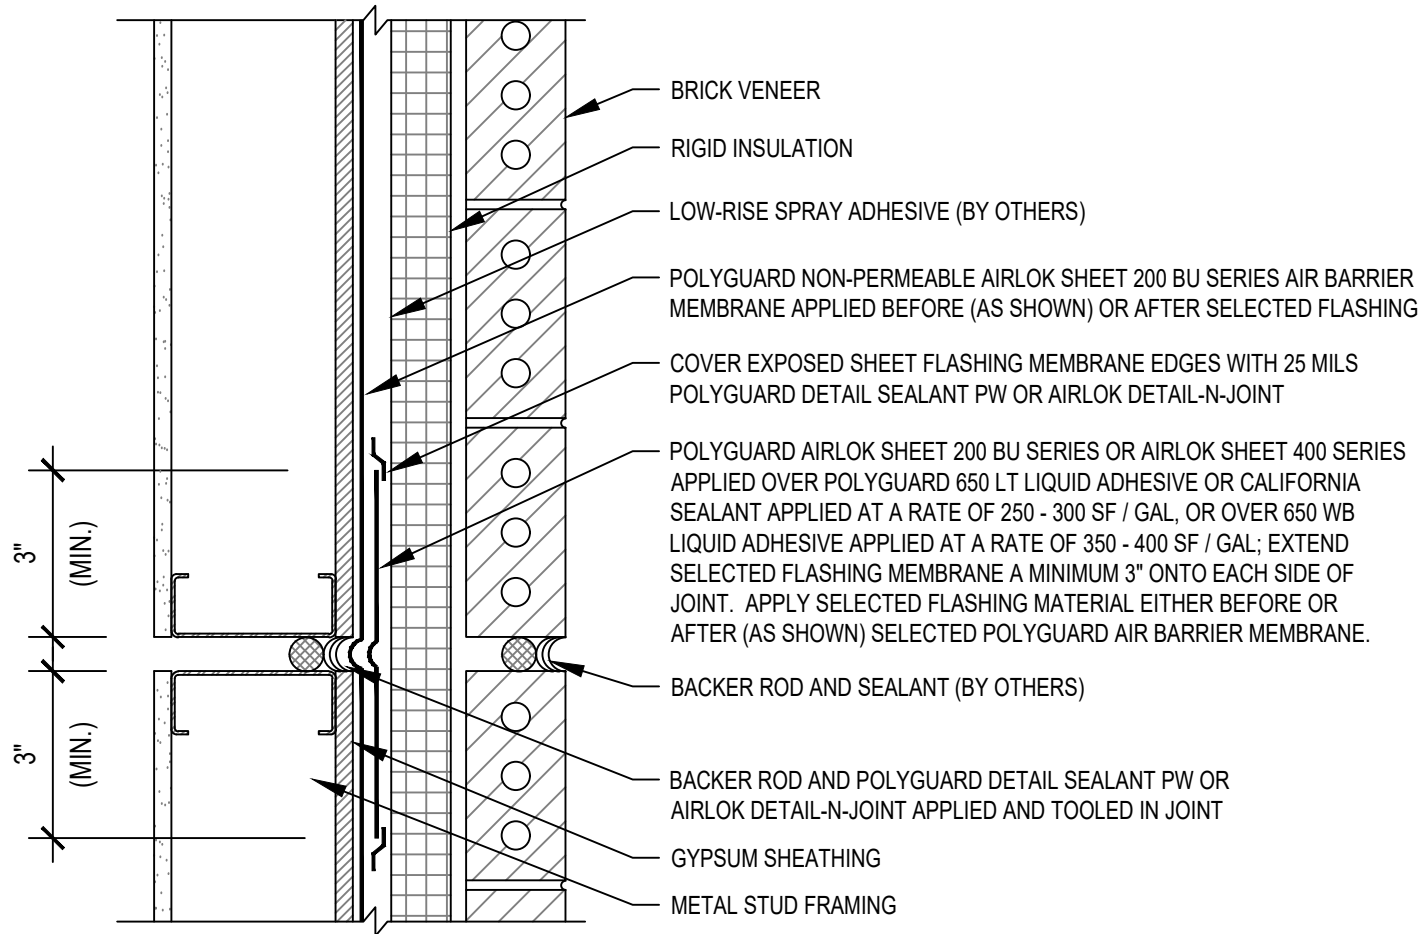 BRICK VENEER
RIGID INSULATION
LOW-RISE SPRAY ADHESIVE (BY OTHERS)
POLYGUARD NON-PERMEABLE AIRLOK SHEET 200 BU SERIES AIR BARRIER
MEMBRANE APPLIED BEFORE (AS SHOWN) OR AFTER SELECTED FLASHING
COVER EXPOSED SHEET FLASHING MEMBRANE EDGES WITH 25 MILS
POLYGUARD DETAIL SEALANT PW OR AIRLOK DETAIL-N-JOINT
POLYGUARD AIRLOK SHEET 200 BU SERIES OR AIRLOK SHEET 400 SERIES
APPLIED OVER POLYGUARD 650 LT LIQUID ADHESIVE OR CALIFORNIA
SEALANT APPLIED AT A RATE OF 250 - 300 SF / GAL, OR OVER 650 WB
LIQUID ADHESIVE APPLIED AT A RATE OF 350 - 400 SF / GAL; EXTEND
SELECTED FLASHING MEMBRANE A MINIMUM 3" ONTO EACH SIDE OF
JOINT. APPLY SELECTED FLASHING MATERIAL EITHER BEFORE OR
AFTER (AS SHOWN) SELECTED POLYGUARD AIR BARRIER MEMBRANE.
BACKER ROD AND SEALANT (BY OTHERS)
BACKER ROD AND POLYGUARD DETAIL SEALANT PW OR
AIRLOK DETAIL-N-JOINT APPLIED AND TOOLED IN JOINT
GYPSUM SHEATHING
METAL STUD FRAMING
3"
(MIN.)
3"
(MIN.)